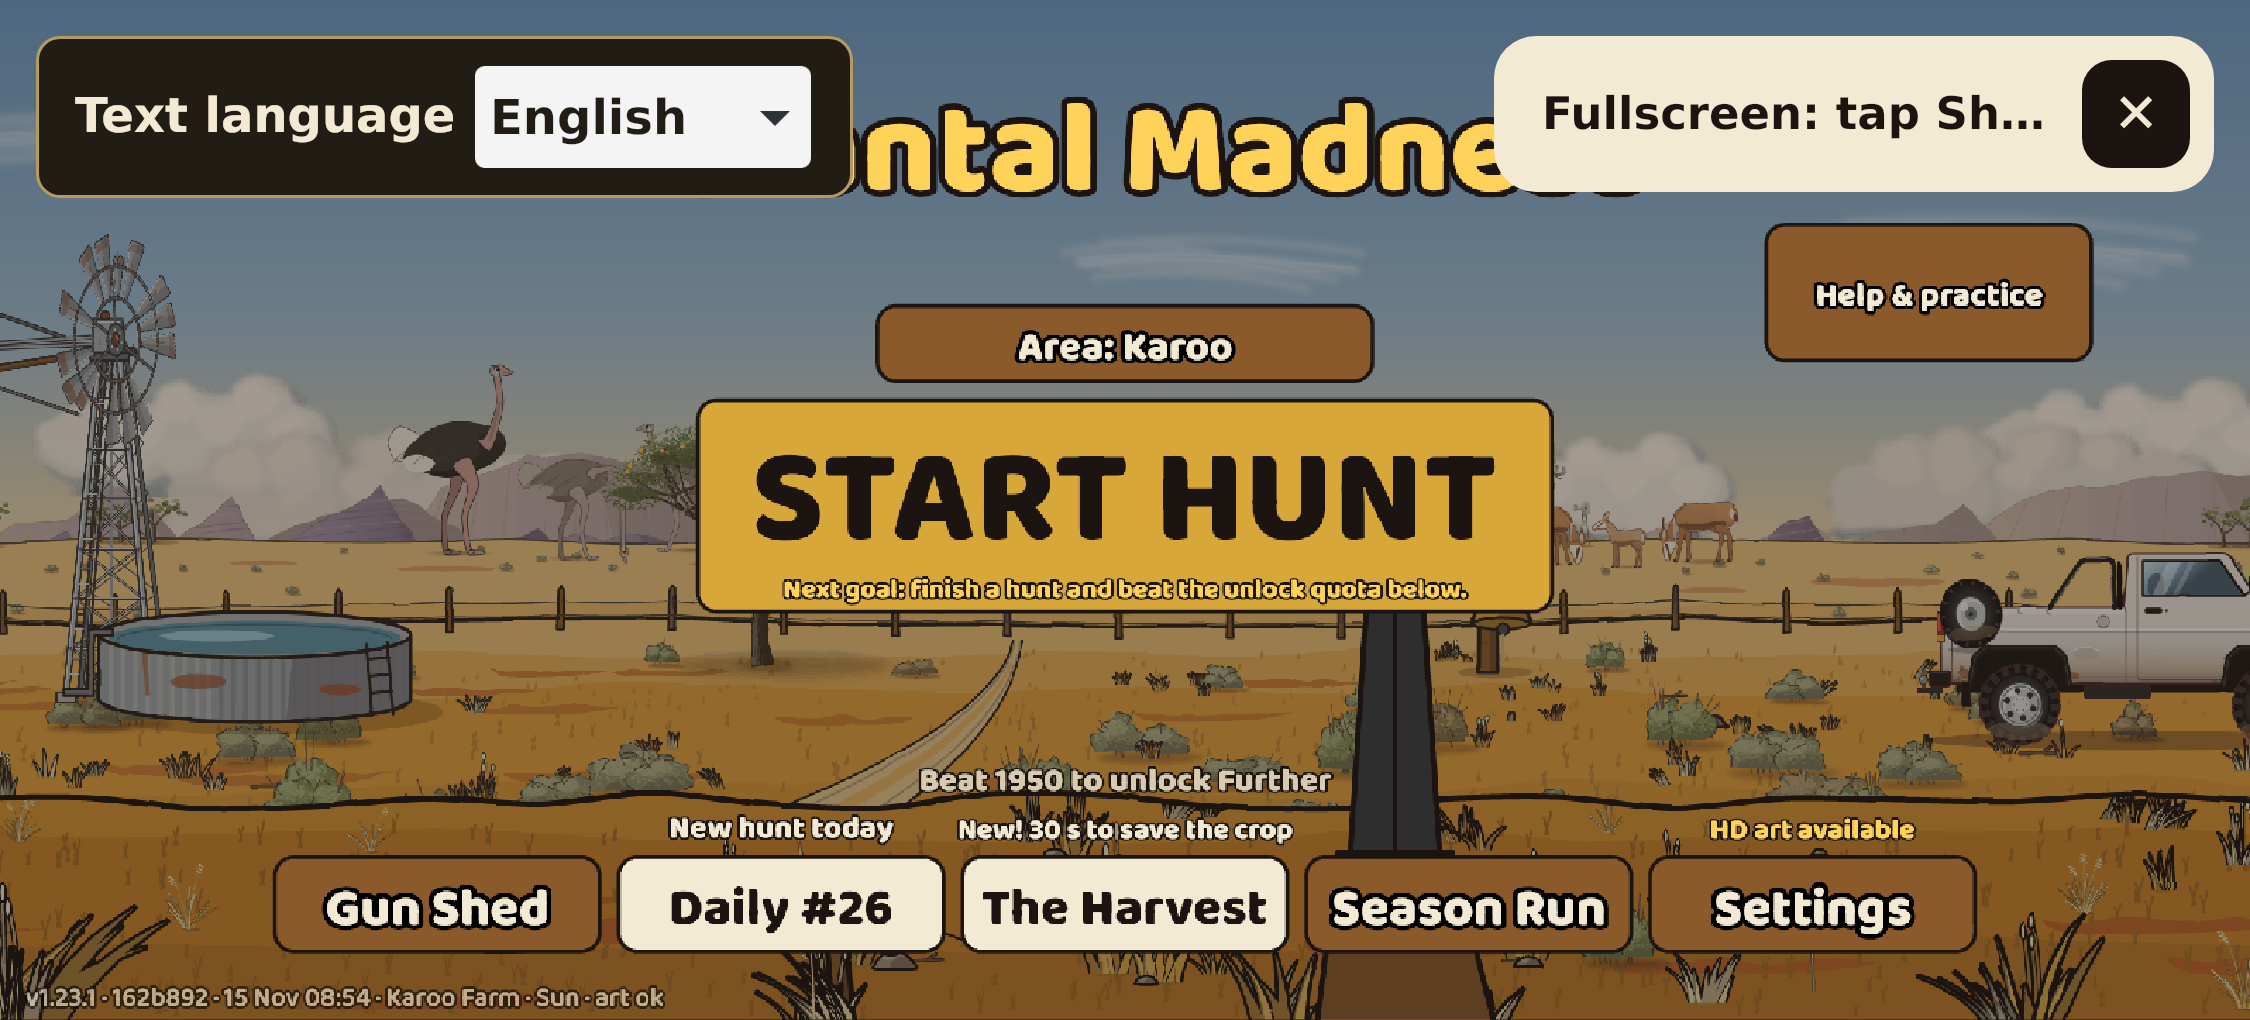 Text language English
Fullscreen: tap Sh...
ntal Madne
Help & practice
Area: Karoo
START HUNT
Next goal: finish a hunt and beat the unlock quota below.
Beat 1950 to unlock Further
New hunt today
New! 30 s to save the crop
HD art available
Gun Shed
Daily #26
The Harvest
Season Run
Settings
v1.23.1 · 162b892 · 15 Nov 08:54 · Karoo Farm · Sun · art ok